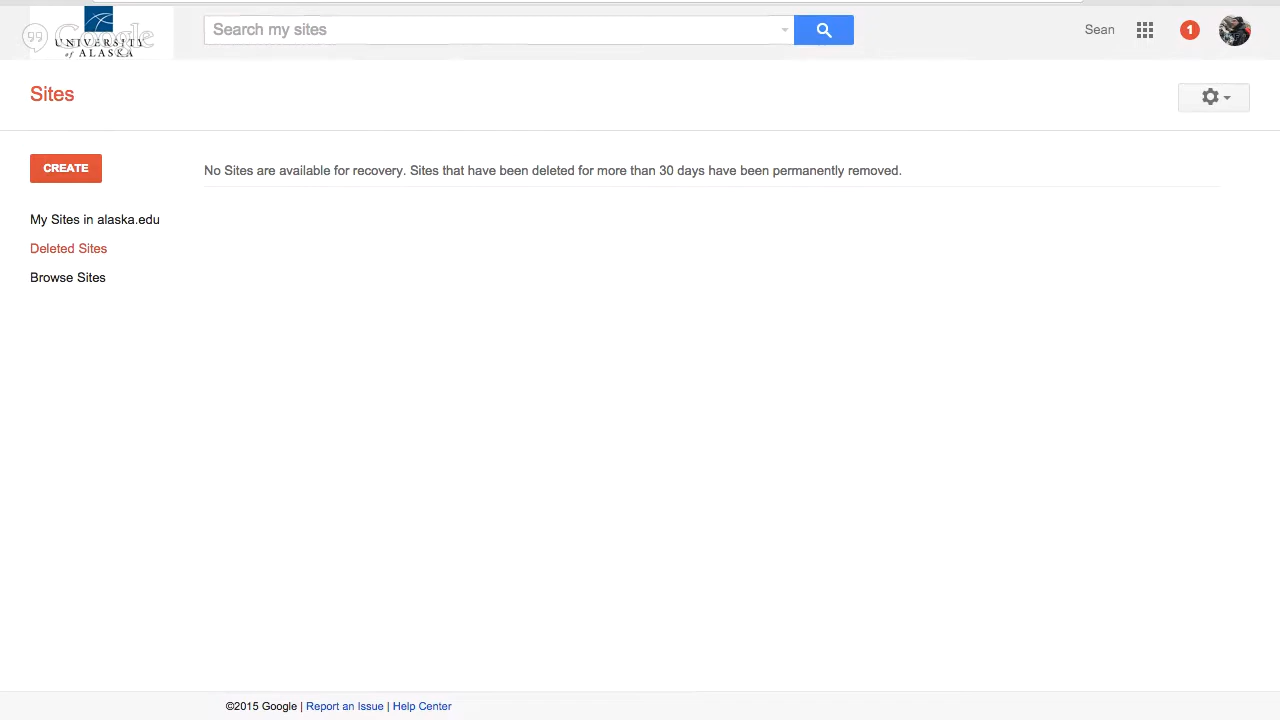 Google
UNIVERSITY
of ALASKA
Search my sites
Sean
1
Sites
CREATE
No Sites are available for recovery. Sites that have been deleted for more than 30 days have been permanently removed.
My Sites in alaska.edu
Deleted Sites
Browse Sites
©2015 Google | Report an Issue | Help Center